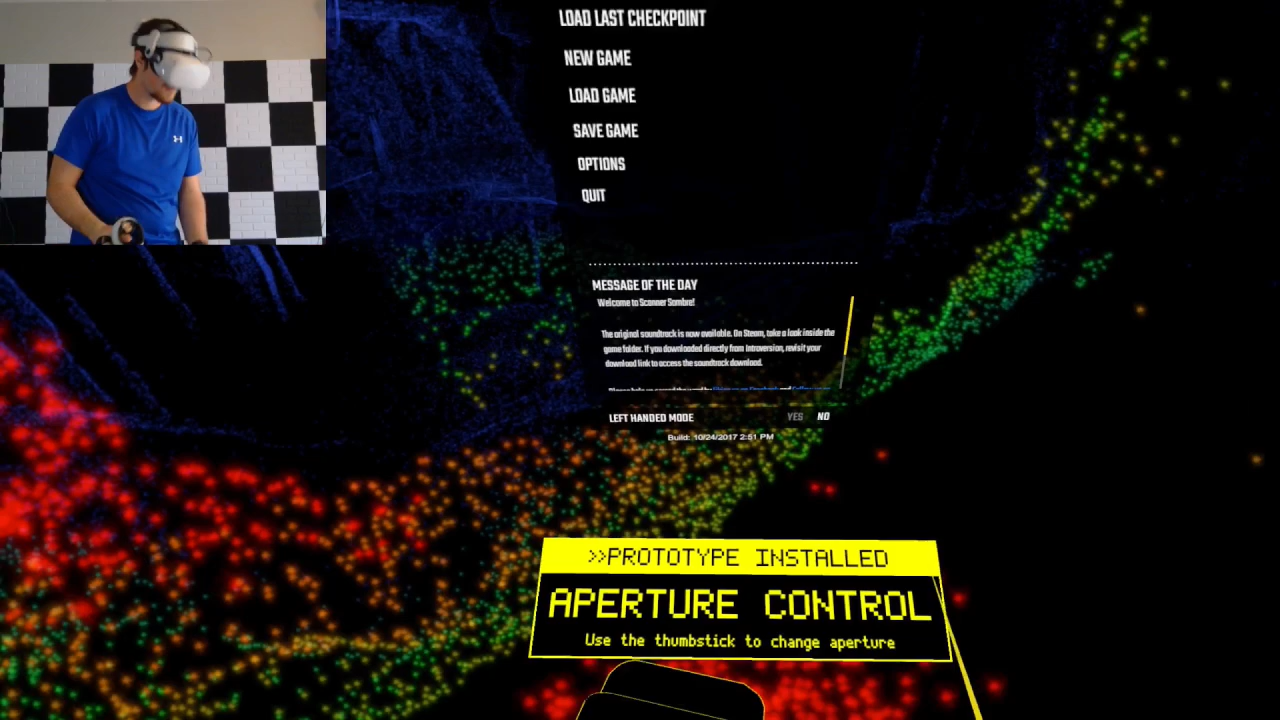 LOAD LAST CHECKPOINT
NEW GAME
LOAD GAME
SAVE GAME
OPTIONS
QUIT
MESSAGE OF THE DAY
Welcome to Scanner Sombre!
The original soundtrack is now available. On Steam, take a look inside the
game folder. If you downloaded directly from Introversion, revisit your
download link to access the soundtrack download.
LEFT HANDED MODE YES NO
Build: 10/24/2017 2:51 PM
>>PROTOTYPE INSTALLED
APERTURE CONTROL
Use the thumbstick to change aperture